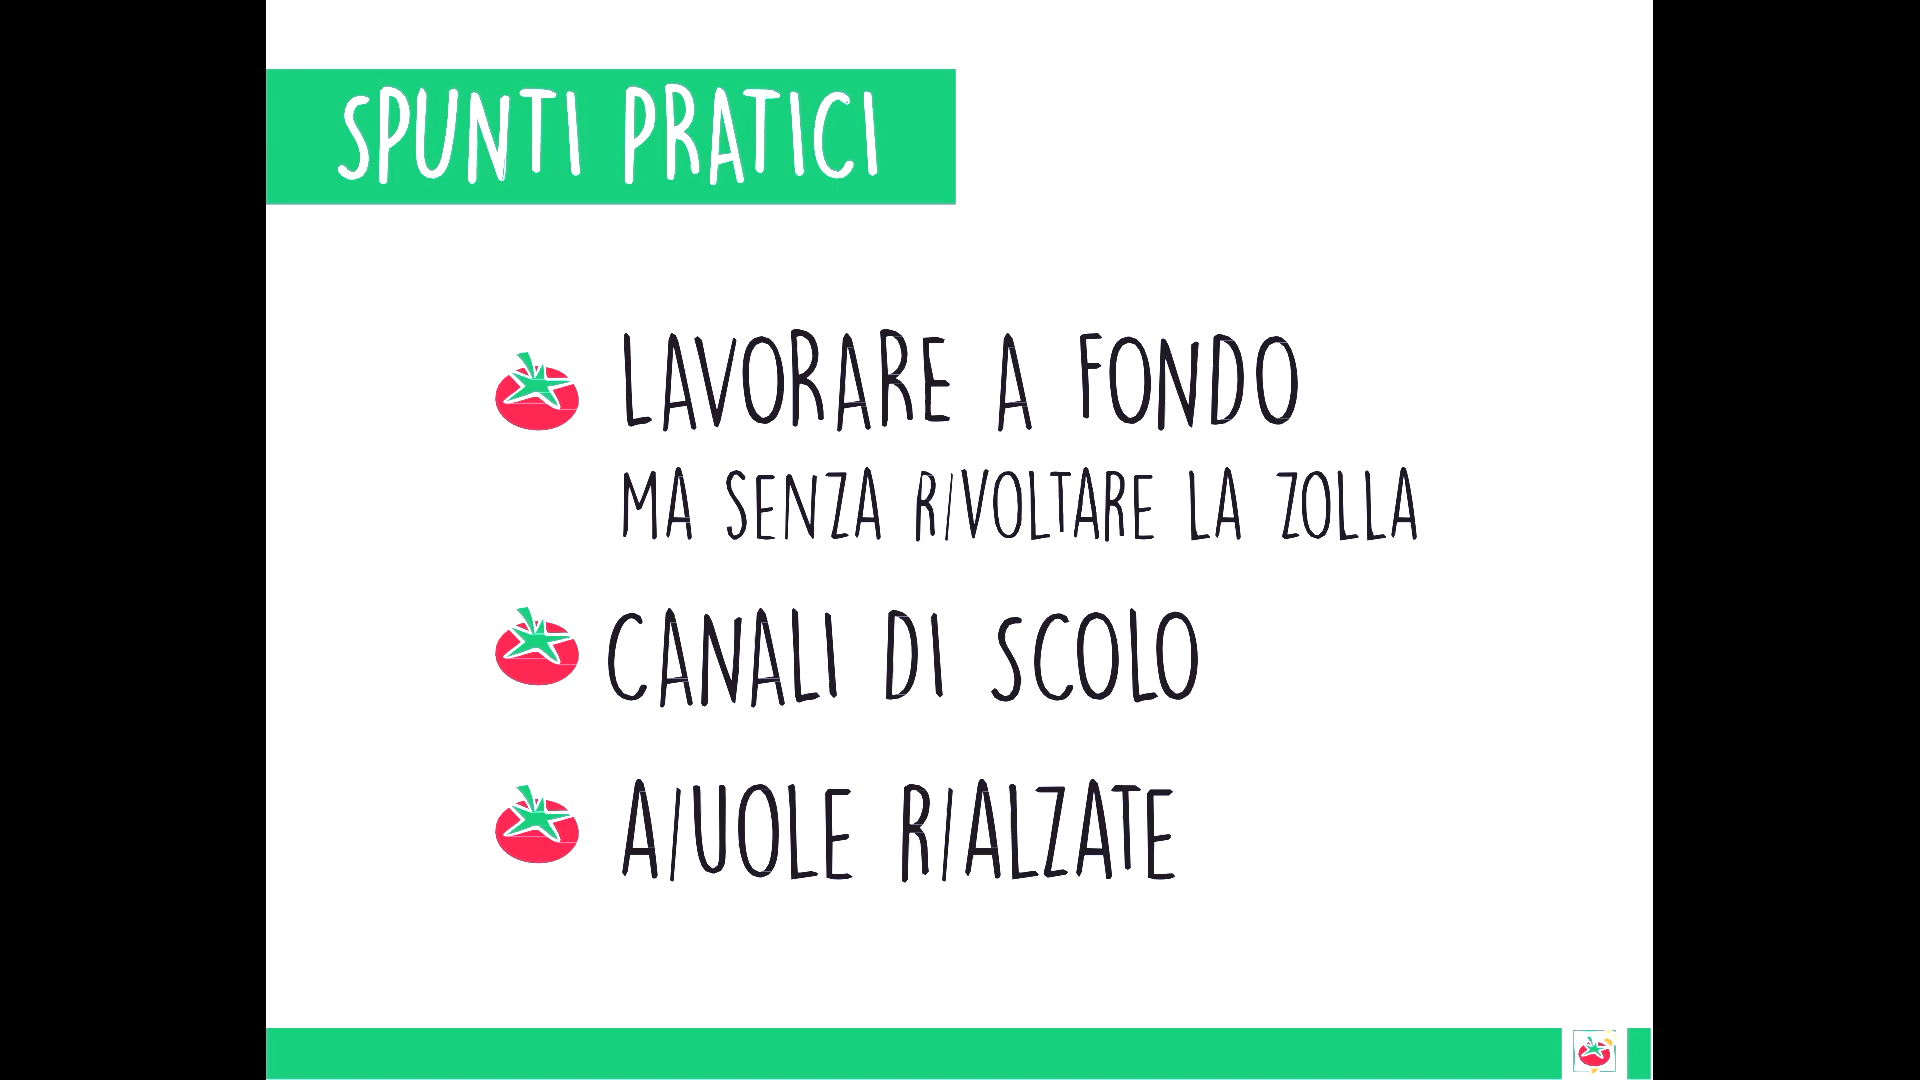 SPUNTI PRATICI
LAVORARE A FONDO
MA SENZA RIVOLTARE LA ZOLLA
CANALI DI SCOLO
AIUOLE RIALZATE